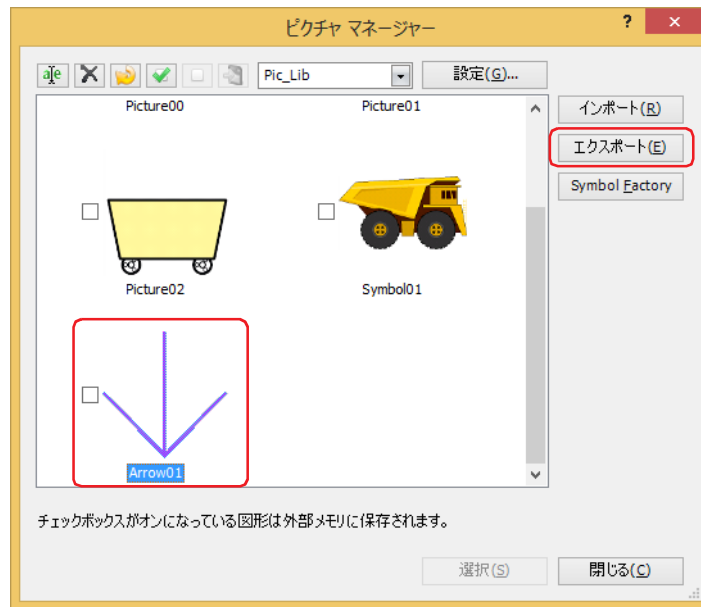 ピクチャ マネージャー
?
×
a͟e
Pic_Lib
設定(G)...
Picture00
Picture01
インポート(R)
エクスポート(E)
Symbol Factory
Picture02
Symbol01
Arrow01
チェックボックスがオンになっている図形は外部メモリに保存されます。
選択(S)
閉じる(C)